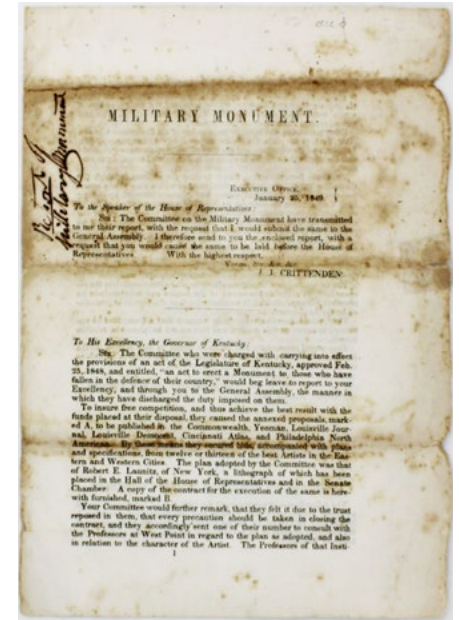 MILITARY MONUMENT.
Report of
Military Monument
EXECUTIVE OFFICE,
January 25, 1849.
To the Speaker of the House of Representatives:
SIR: The Committee on the Military Monument have transmitted
to me their report, with the request that I would submit the same to the
General Assembly. I therefore send to you the enclosed report, with a
request that you would cause the same to be laid before the House of
Representatives. With the highest respect,
Yours, &c. &c. &c.
J. J. CRITTENDEN.
To His Excellency, the Governor of Kentucky:
SIR: The Committee who were charged with carrying into effect
the provisions of an act of the Legislature of Kentucky, approved Feb.
25, 1848, and entitled, "an act to erect a Monument to those who have
fallen in the defence of their country," would beg leave to report to your
Excellency, and through you to the General Assembly, the manner in
which they have discharged the duty imposed on them.
To insure free competition, and thus achieve the best result with the
funds placed at their disposal, they caused the annexed proposals, mark-
ed A, to be published in the Commonwealth, Yeoman, Louisville Jour-
nal, Louisville Democrat, Cincinnati Atlas, and Philadelphia North
American. By these means they secured bids, accompanied with plans
and specifications, from twelve or thirteen of the best Artists in the Eas-
tern and Western Cities. The plan adopted by the Committee was that
of Robert E. Launitz, of New York, a lithograph of which has been
placed in the Hall of the House of Representatives and in the Senate
Chamber. A copy of the contract for the execution of the same is here-
with furnished, marked B.
Your Committee would further remark, that they felt it due to the trust
reposed in them, that every precaution should be taken in closing the
contract, and they accordingly sent one of their number to consult with
the Professors at West Point in regard to the plan as adopted, and also
in relation to the character of the Artist. The Professors of that Insti-
1